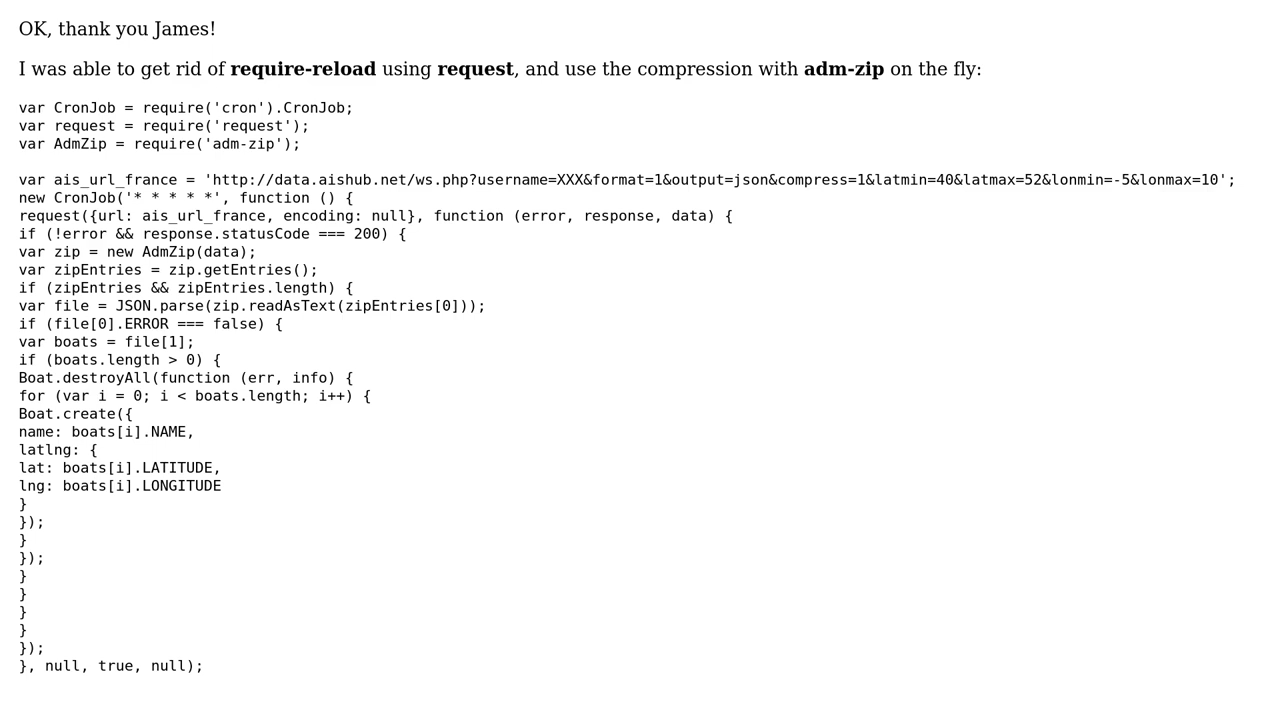 OK, thank you James!
I was able to get rid of require-reload using request, and use the compression with adm-zip on the fly:
var CronJob = require('cron').CronJob;
var request = require('request');
var AdmZip = require('adm-zip');
var ais_url_france = 'http://data.aishub.net/ws.php?username=XXX&format=1&output=json&compress=1&latmin=40&latmax=52&lonmin=-5&lonmax=10';
new CronJob('* * * * *', function () {
request({url: ais_url_france, encoding: null}, function (error, response, data) {
if (!error && response.statusCode === 200) {
var zip = new AdmZip(data);
var zipEntries = zip.getEntries();
if (zipEntries && zipEntries.length) {
var file = JSON.parse(zip.readAsText(zipEntries[0]));
if (file[0].ERROR === false) {
var boats = file[1];
if (boats.length > 0) {
Boat.destroyAll(function (err, info) {
for (var i = 0; i < boats.length; i++) {
Boat.create({
name: boats[i].NAME,
latlng: {
lat: boats[i].LATITUDE,
lng: boats[i].LONGITUDE
}
});
}
});
}
}
}
}
});
}, null, true, null);